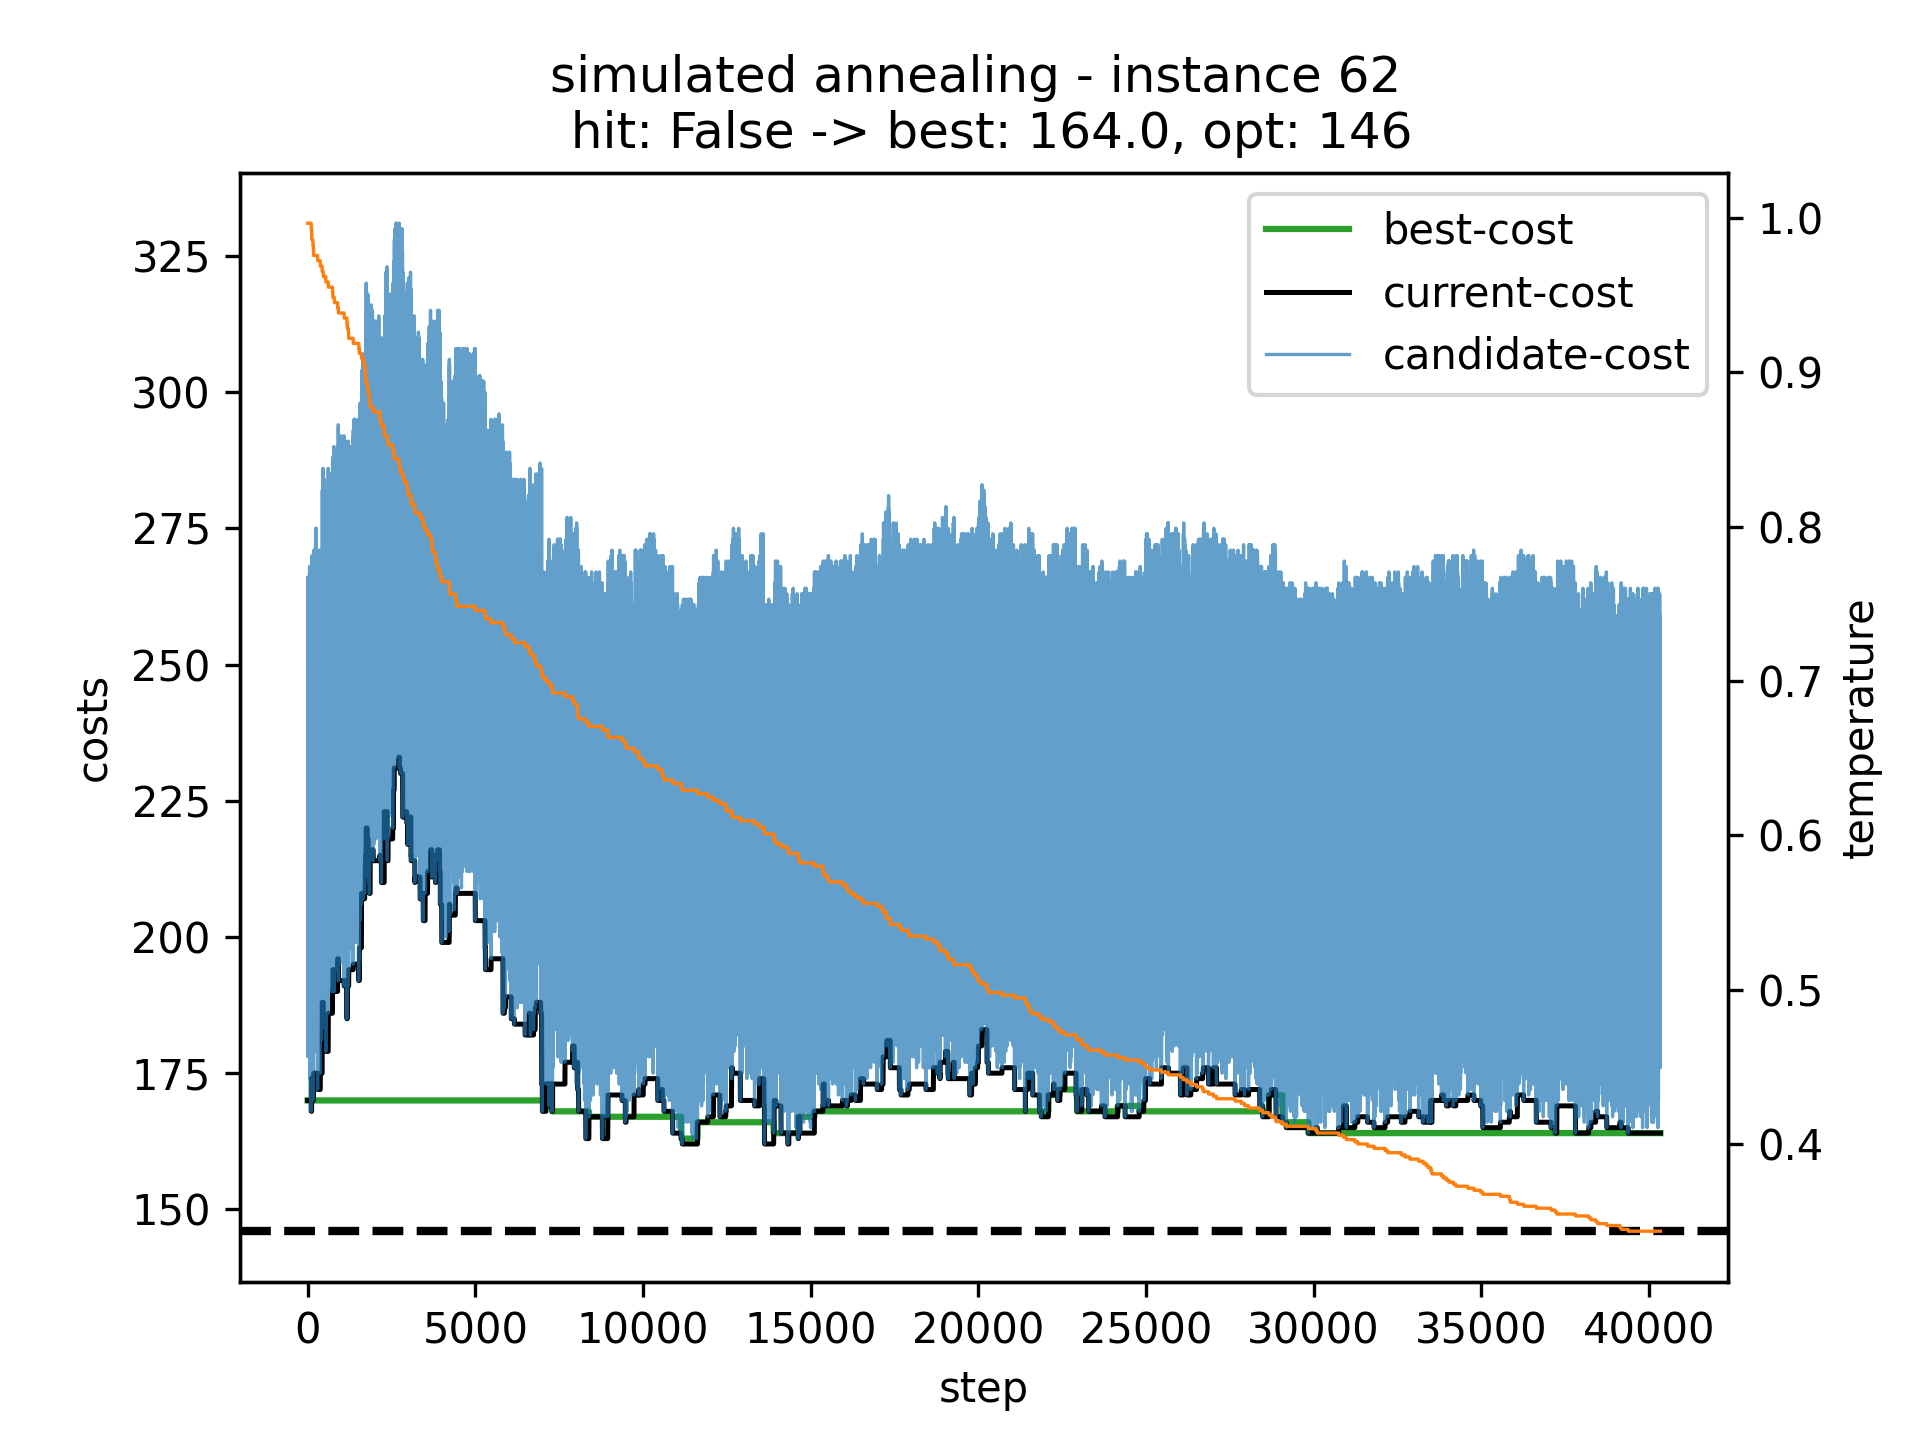 simulated annealing - instance 62
hit: False -> best: 164.0, opt: 146
best-cost
current-cost
candidate-cost
costs
325
300
275
250
225
200
175
150
1.0
0.9
0.8
0.7
0.6
0.5
0.4
temperature
0 5000 10000 15000 20000 25000 30000 35000 40000
step